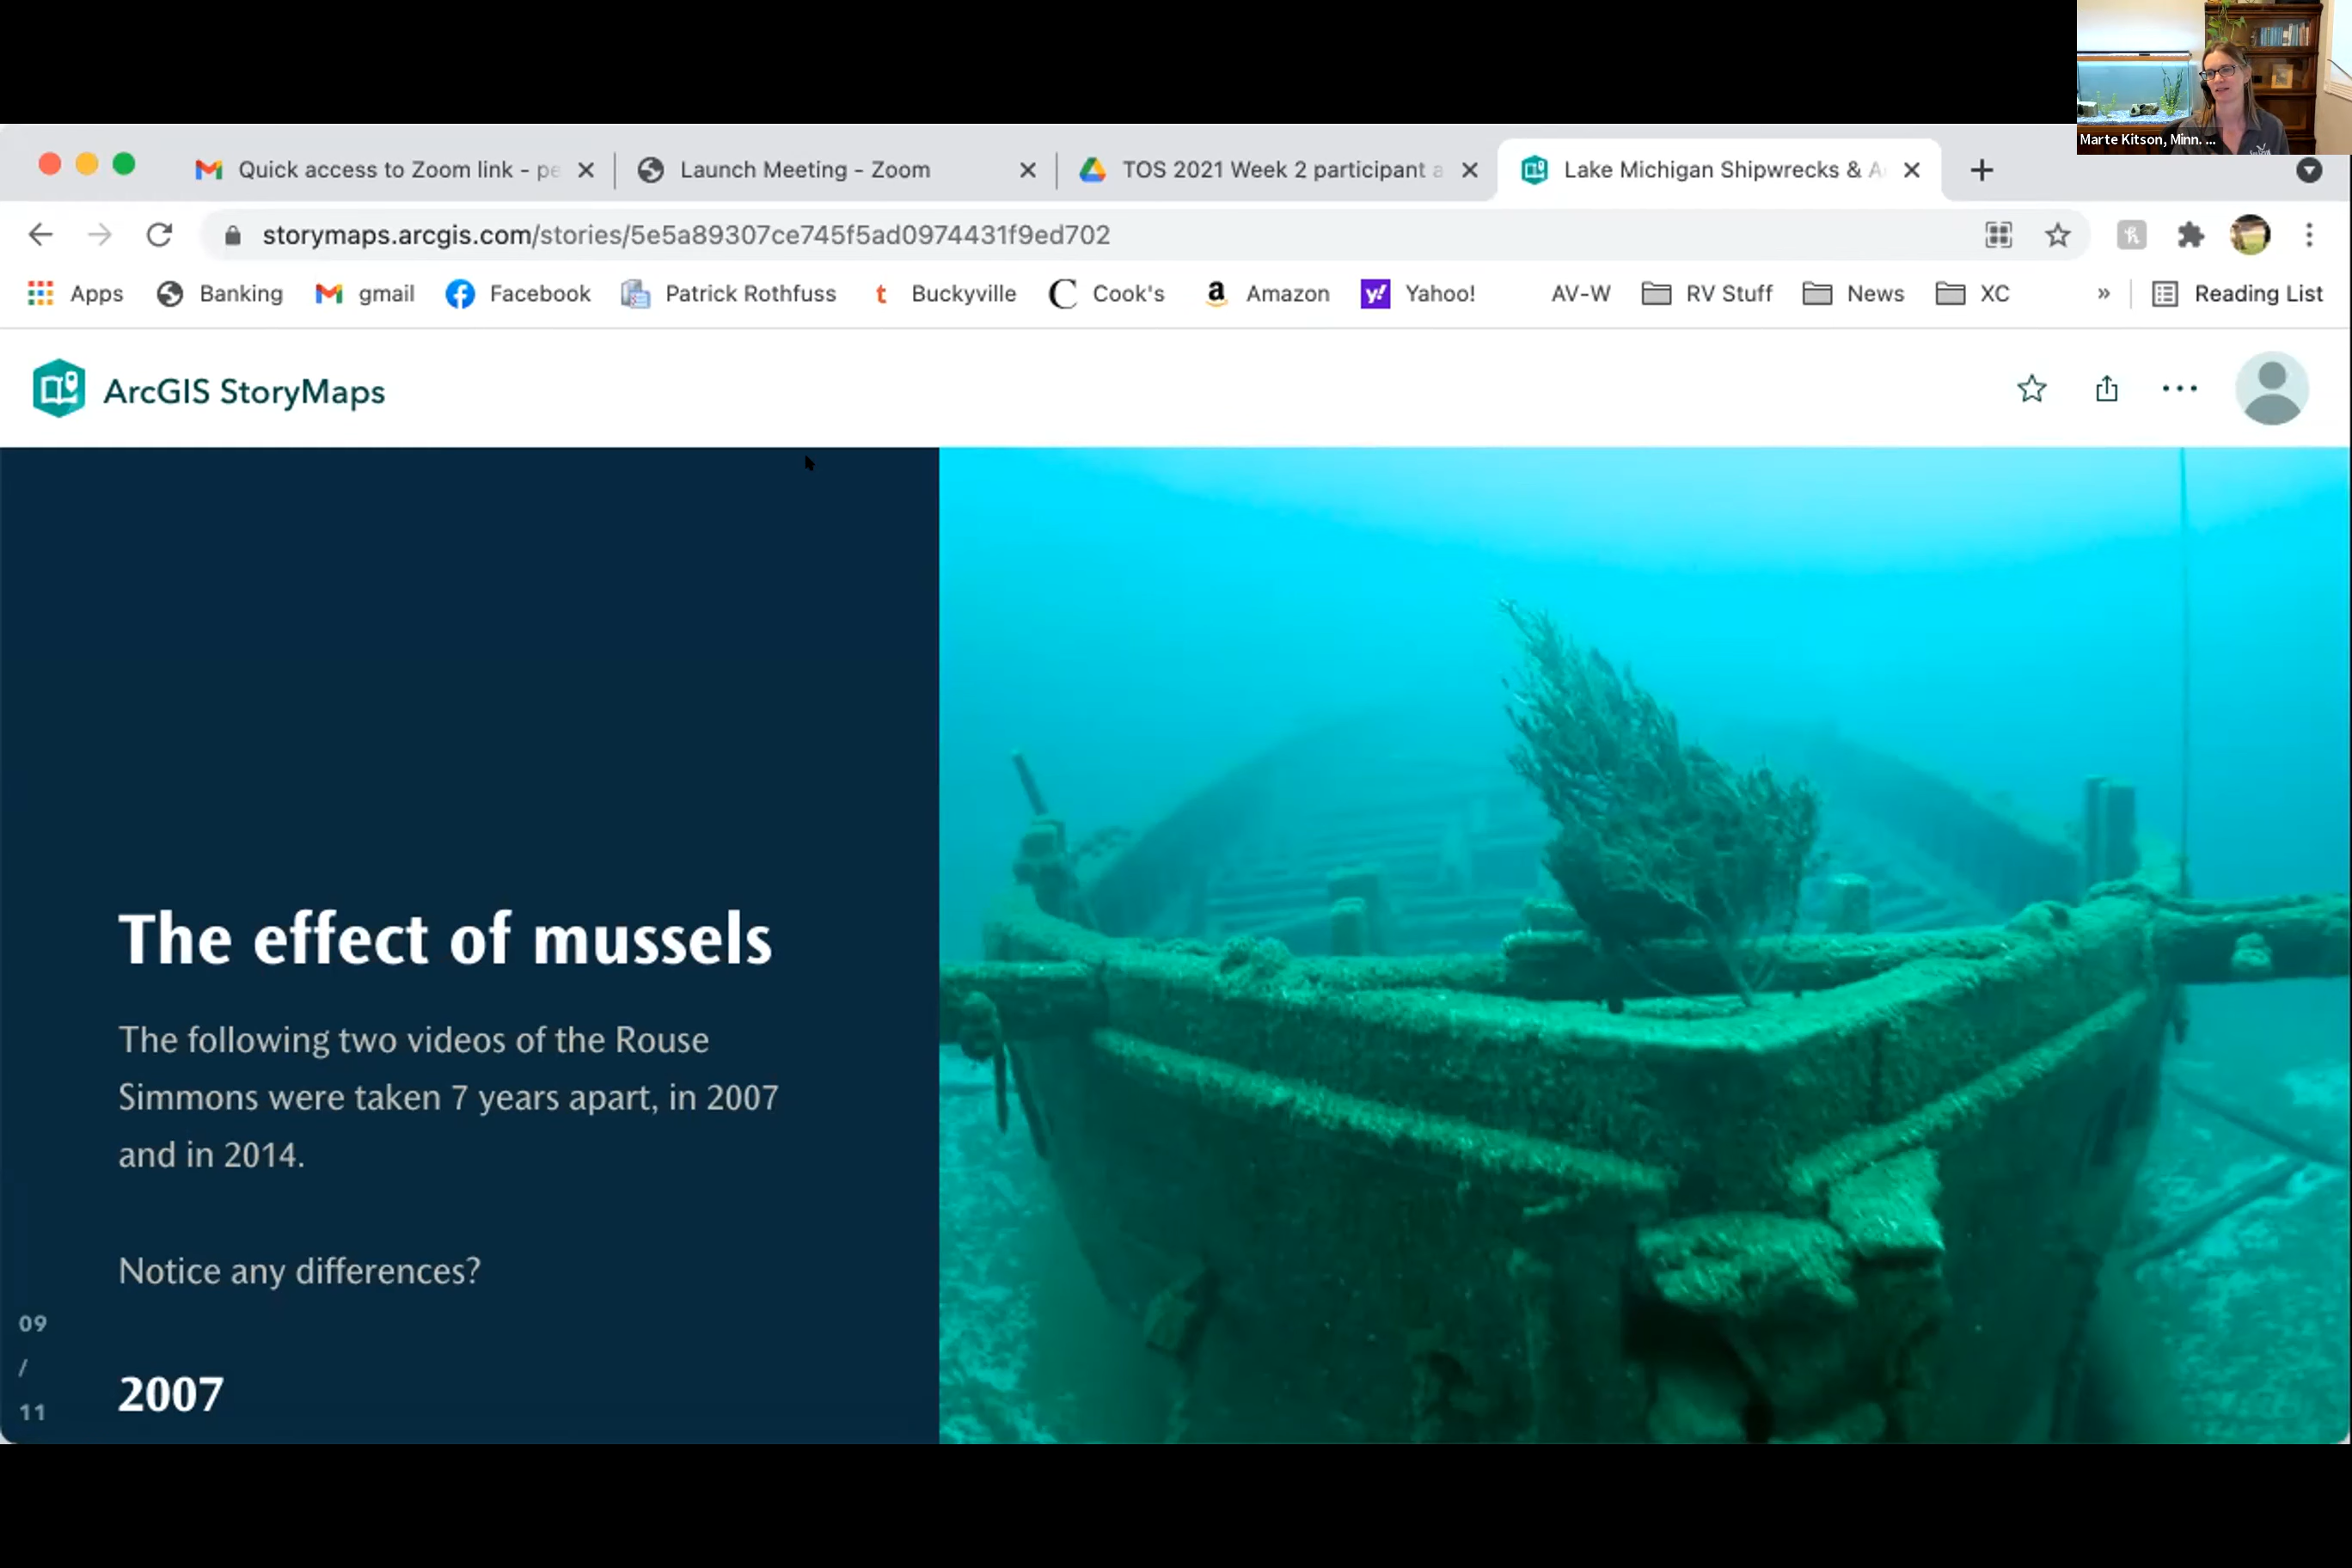 Marte Kitson, Minn. ...
Quick access to Zoom link - pe
Launch Meeting - Zoom
TOS 2021 Week 2 participant a
Lake Michigan Shipwrecks & A
storymaps.arcgis.com/stories/5e5a89307ce745f5ad0974431f9ed702
Apps Banking gmail Facebook Patrick Rothfuss t Buckyville C Cook's a Amazon y! Yahoo! AV-W RV Stuff News XC » Reading List
ArcGIS StoryMaps
The effect of mussels
The following two videos of the Rouse
Simmons were taken 7 years apart, in 2007
and in 2014.
Notice any differences?
2007
09
/
11